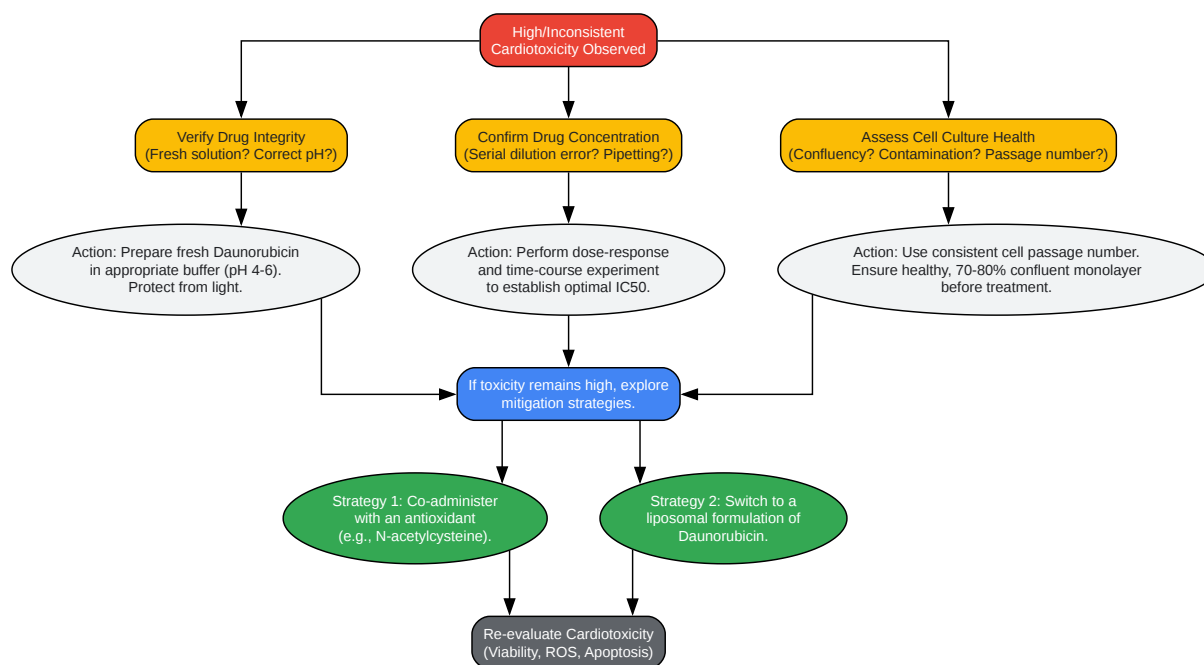 High/Inconsistent
Cardiotoxicity Observed
Verify Drug Integrity
(Fresh solution? Correct pH?)
Confirm Drug Concentration
(Serial dilution error? Pipetting?)
Assess Cell Culture Health
(Confluency? Contamination? Passage number?)
Action: Prepare fresh Daunorubicin
in appropriate buffer (pH 4-6).
Protect from light.
Action: Perform dose-response
and time-course experiment
to establish optimal IC50.
Action: Use consistent cell passage number.
Ensure healthy, 70-80% confluent monolayer
before treatment.
If toxicity remains high, explore
mitigation strategies.
Strategy 1: Co-administer
with an antioxidant
(e.g., N-acetylcysteine).
Strategy 2: Switch to a
liposomal formulation of
Daunorubicin.
Re-evaluate Cardiotoxicity
(Viability, ROS, Apoptosis)